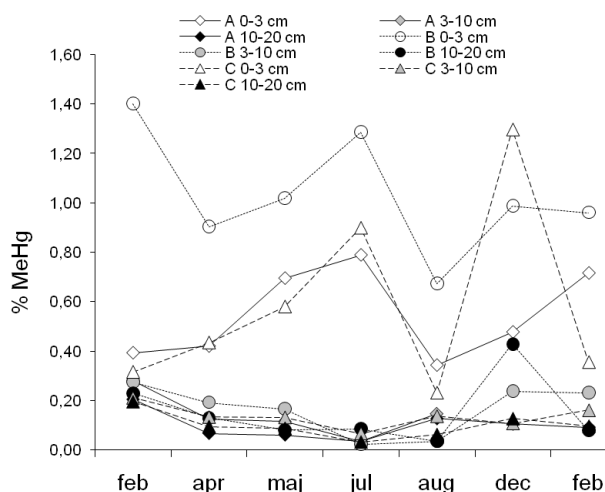 A 0-3 cm A 3-10 cm
A 10-20 cm B 0-3 cm
B 3-10 cm B 10-20 cm
C 0-3 cm C 3-10 cm
C 10-20 cm
1,60
1,40
1,20
1,00
0,80
0,60
0,40
0,20
0,00
% MeHg
feb apr maj jul aug dec feb